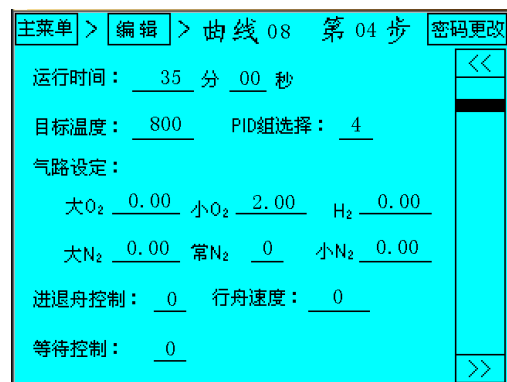 主菜单 > 编辑 > 曲线 08 第 04 步 密码更改
<<
运行时间： 35 分 00 秒
目标温度： 800 PID组选择： 4
气路设定：
大O₂ 0.00 小O₂ 2.00 H₂ 0.00
大N₂ 0.00 常N₂ 0 小N₂ 0.00
进退舟控制： 0 行舟速度： 0
等待控制： 0
>>